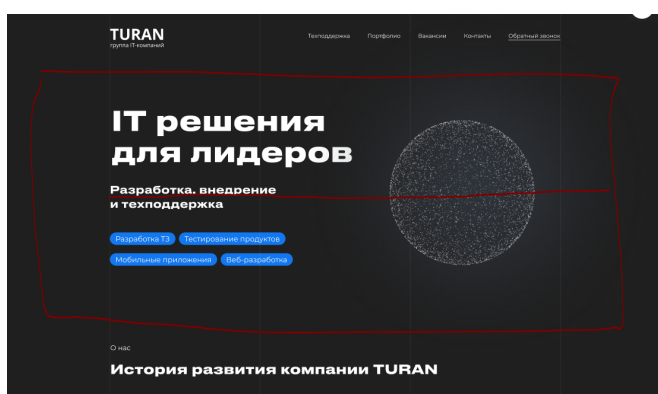 TURAN
группа IT-компаний
Техподдержка Портфолио Вакансии Контакты Обратный звонок
IT решения
для лидеров
Разработка. внедрение
и техподдержка
Разработка ТЗ Тестирование продуктов
Мобильные приложения Веб-разработка
О нас
История развития компании TURAN